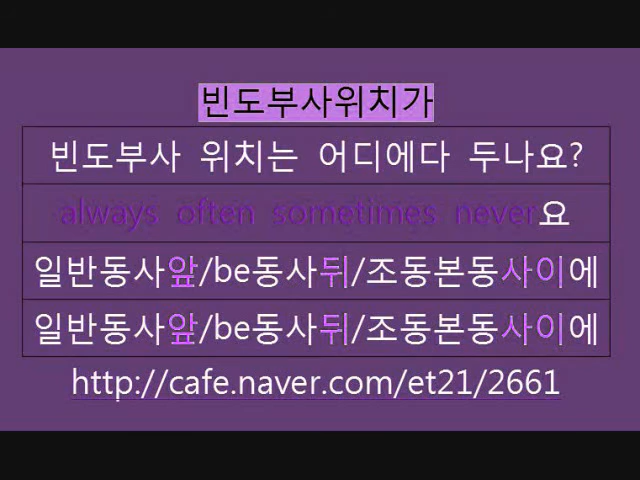 빈도부사위치가
빈도부사 위치는 어디에다 두나요?
always often sometimes never요
일반동사앞/be동사뒤/조동본동사이에
일반동사앞/be동사뒤/조동본동사이에
http://cafe.naver.com/et21/2661